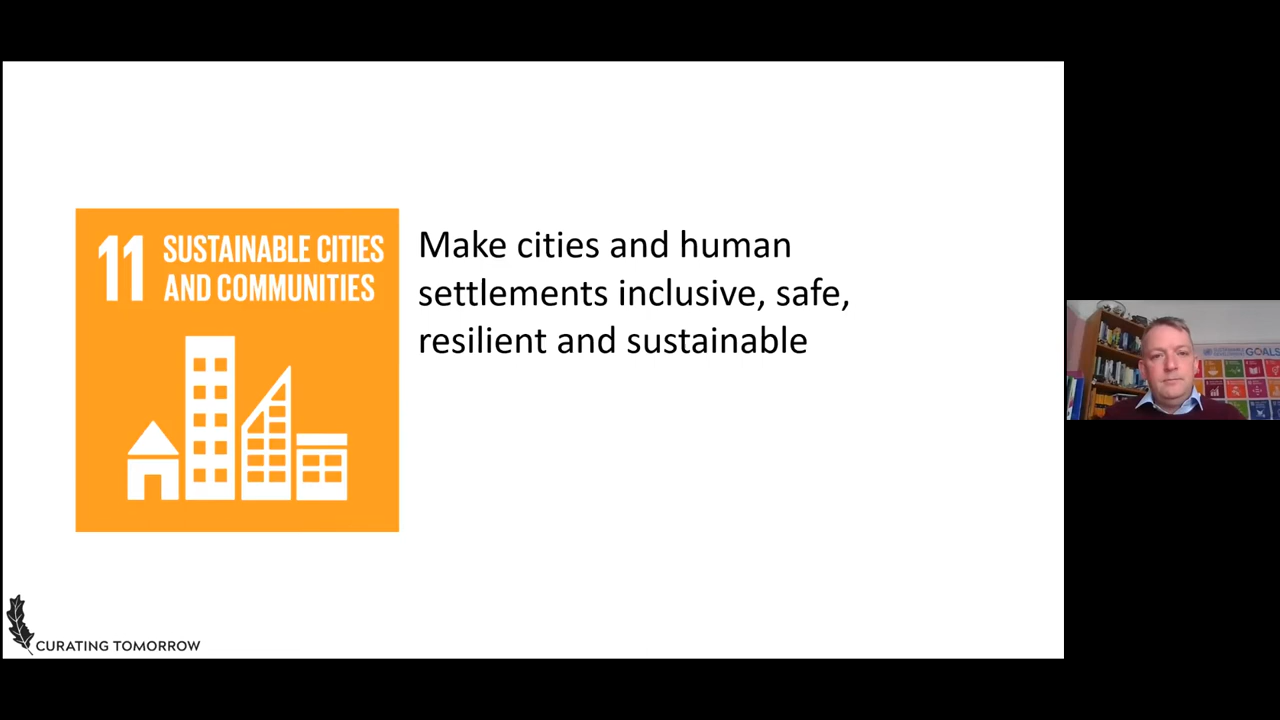 11 SUSTAINABLE CITIES
AND COMMUNITIES
Make cities and human
settlements inclusive, safe,
resilient and sustainable
CURATING TOMORROW
GOALS